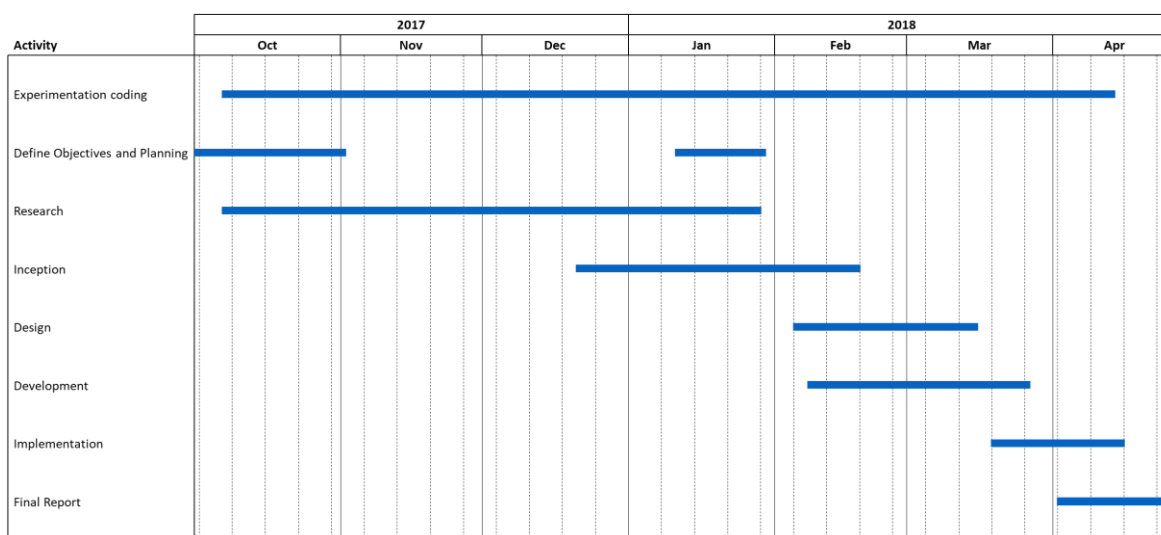 2017 2018
Activity Oct Nov Dec Jan Feb Mar Apr
Experimentation coding
Define Objectives and Planning
Research
Inception
Design
Development
Implementation
Final Report